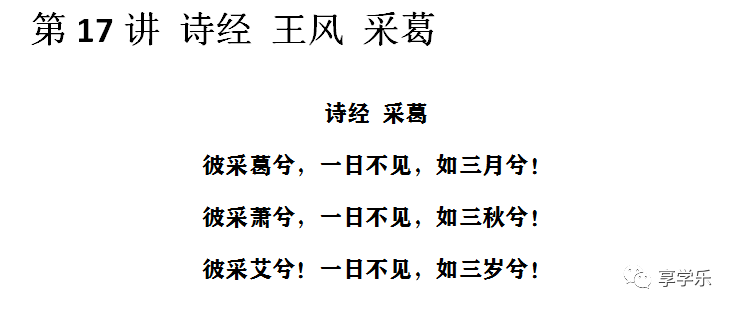 第 17 讲 诗经 王风 采葛
诗经 采葛
彼采葛兮，一日不见，如三月兮！
彼采萧兮，一日不见，如三秋兮！
彼采艾兮！一日不见，如三岁兮！
享学乐